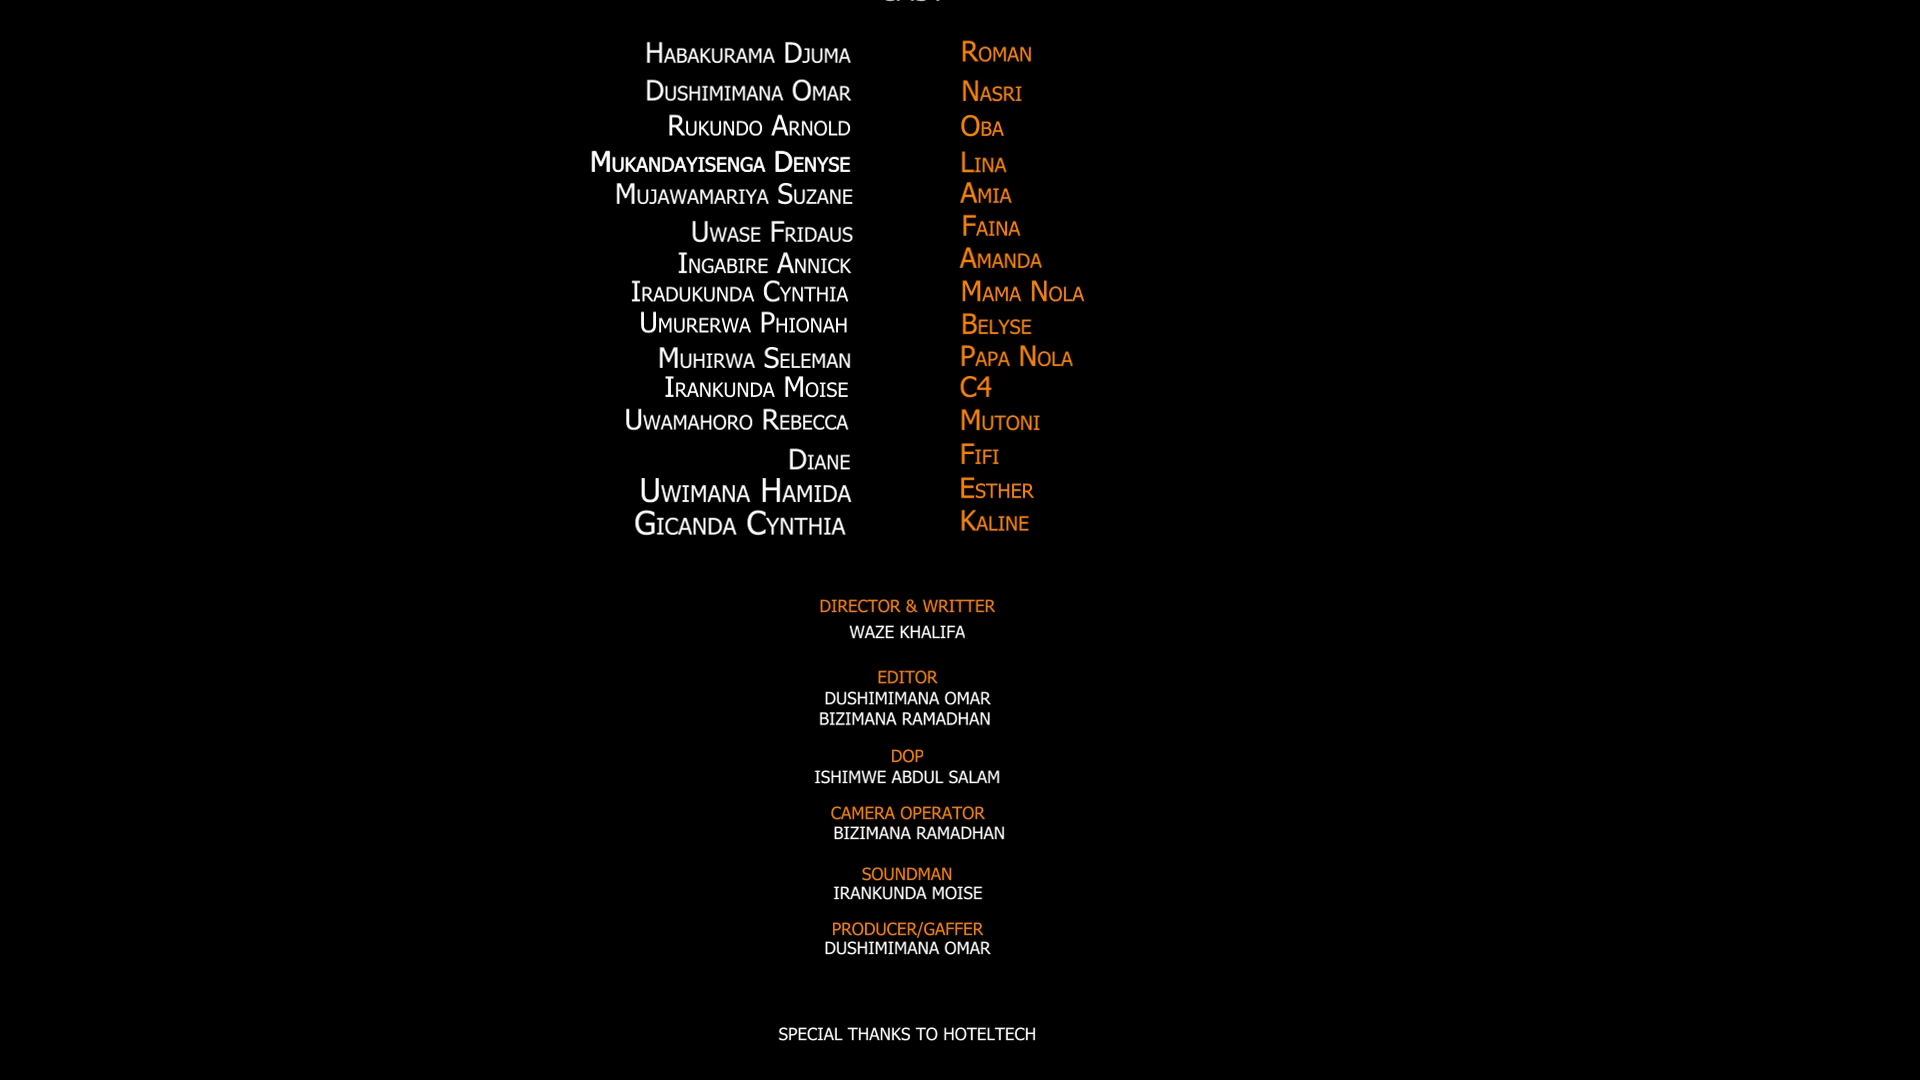 CAST
Habakurama Djuma Roman
Dushimimana Omar Nasri
Rukundo Arnold Oba
Mukandayisenga Denyse Lina
Mujawamariya Suzane Amia
Uwase Fridaus Faina
Ingabire Annick Amanda
Iradukunda Cynthia Mama Nola
Umurerwa Phionah Belyse
Muhirwa Seleman Papa Nola
Irankunda Moise C4
Uwamahoro Rebecca Mutoni
Diane Fifi
Uwimana Hamida Esther
Gicanda Cynthia Kaline
DIRECTOR & WRITTER
WAZE KHALIFA
EDITOR
DUSHIMIMANA OMAR
BIZIMANA RAMADHAN
DOP
ISHIMWE ABDUL SALAM
CAMERA OPERATOR
BIZIMANA RAMADHAN
SOUNDMAN
IRANKUNDA MOISE
PRODUCER/GAFFER
DUSHIMIMANA OMAR
SPECIAL THANKS TO HOTELTECH